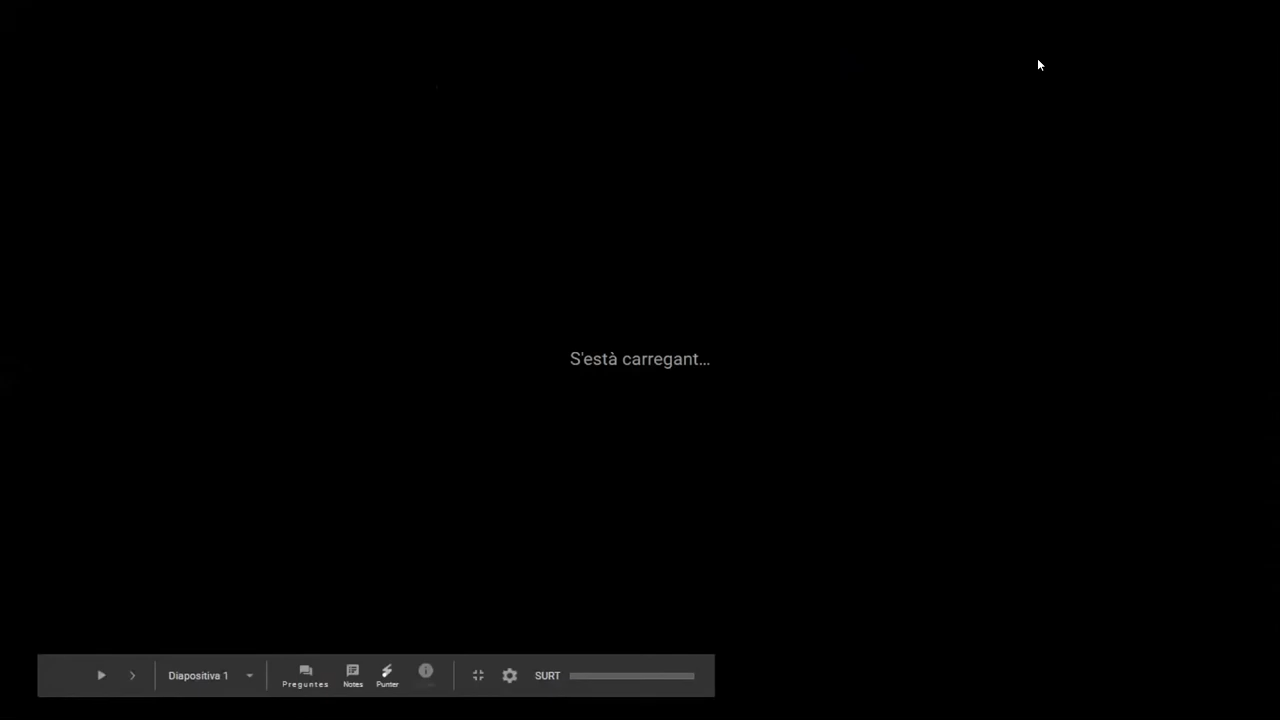 S'està carregant...
Diapositiva 1
Preguntes
Notes
Punter
SURT